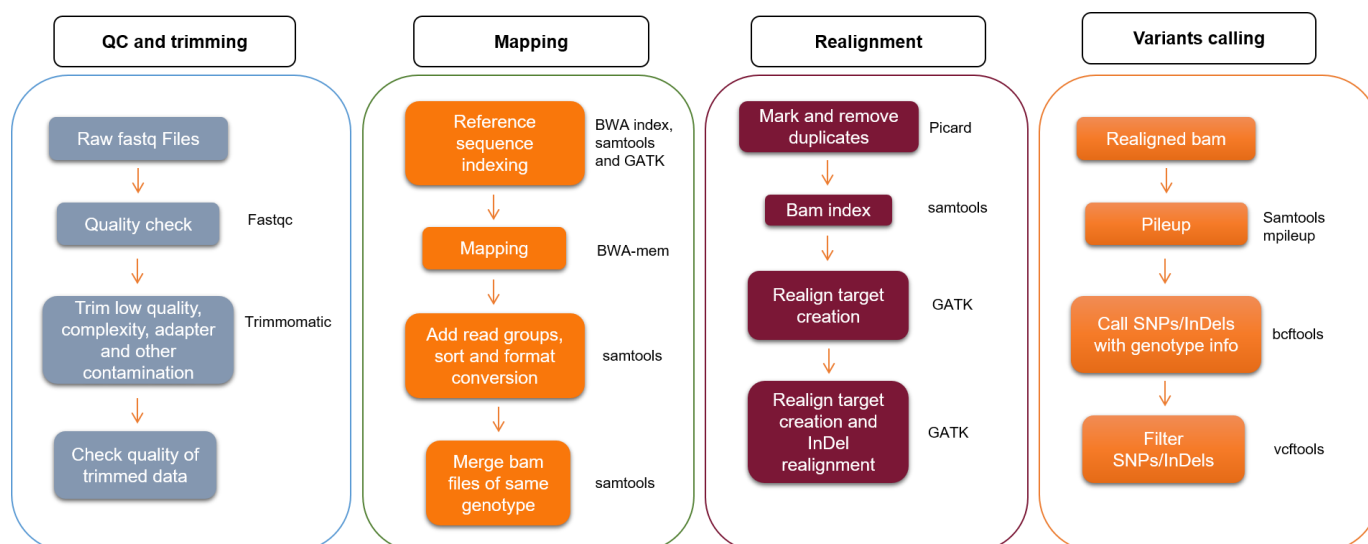 QC and trimming
Raw fastq Files
Quality check
Fastqc
Trim low quality,
complexity, adapter
and other
contamination
Trimmomatic
Check quality of
trimmed data
Mapping
Reference
sequence
indexing
BWA index,
samtools
and GATK
Mapping
BWA-mem
Add read groups,
sort and format
conversion
samtools
Merge bam
files of same
genotype
samtools
Realignment
Mark and remove
duplicates
Picard
Bam index
samtools
Realign target
creation
GATK
Realign target
creation and
InDel
realignment
GATK
Variants calling
Realigned bam
Pileup
Samtools
mpileup
Call SNPs/InDels
with genotype info
bcftools
Filter
SNPs/InDels
vcftools